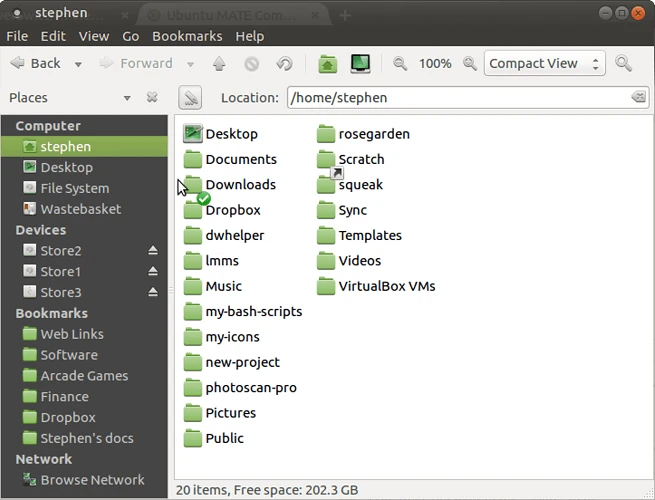 stephen
Ubuntu MATE Com...
File Edit View Go Bookmarks Help
Back Forward 100% Compact View
Places Location: /home/stephen
Computer
stephen
Desktop
File System
Wastebasket
Devices
Store2
Store1
Store3
Bookmarks
Web Links
Software
Arcade Games
Finance
Dropbox
Stephen's docs
Network
Browse Network
Desktop
Documents
Downloads
Dropbox
dwhelper
lmms
Music
my-bash-scripts
my-icons
new-project
photoscan-pro
Pictures
Public
rosegarden
Scratch
squeak
Sync
Templates
Videos
VirtualBox VMs
20 items, Free space: 202.3 GB